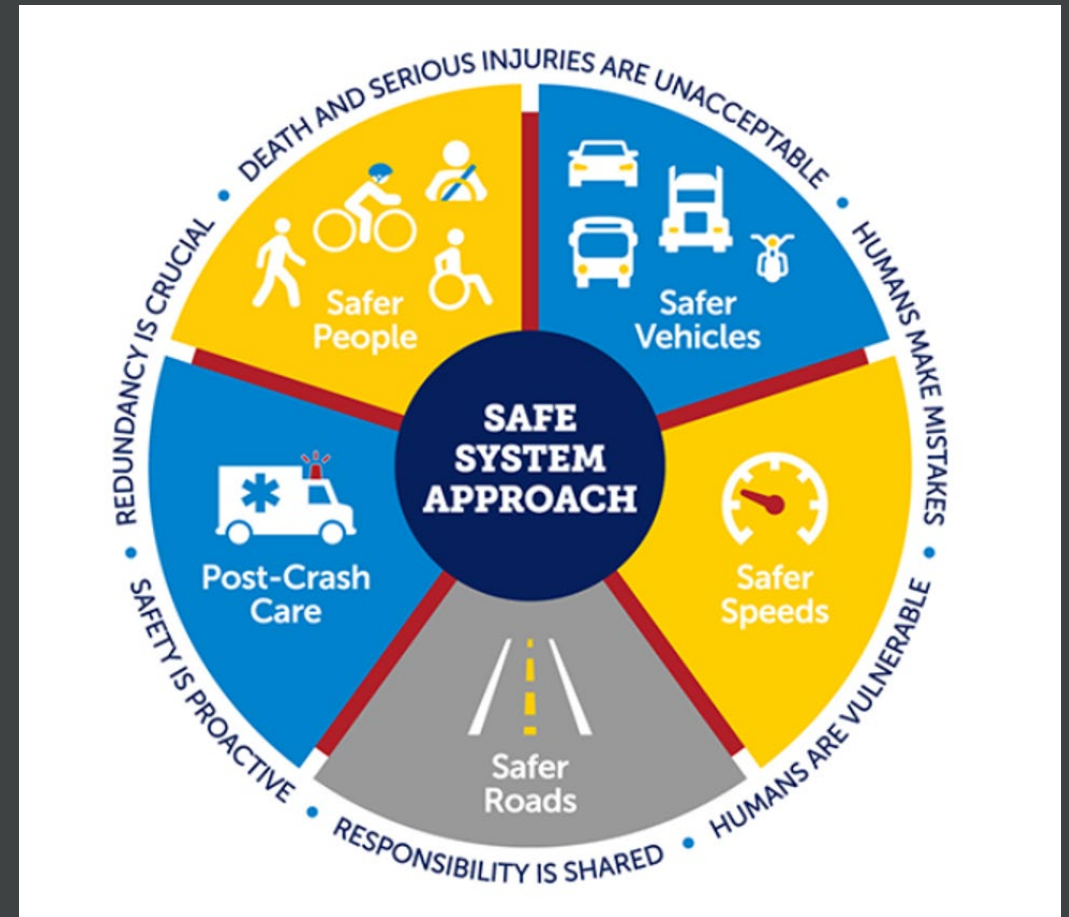 DEATH AND SERIOUS INJURIES ARE UNACCEPTABLE
HUMANS MAKE MISTAKES
HUMANS ARE VULNERABLE
RESPONSIBILITY IS SHARED
SAFETY IS PROACTIVE
REDUNDANCY IS CRUCIAL
Safer
People
Safer
Vehicles
SAFE
SYSTEM
APPROACH
Post-Crash
Care
Safer
Speeds
Safer
Roads